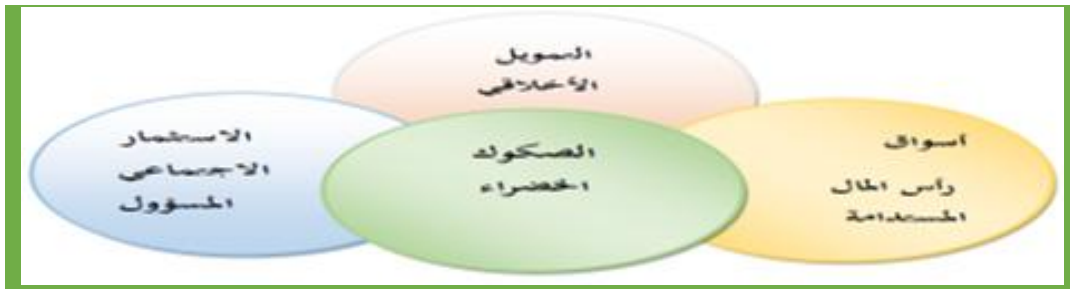 التمويل
الأخلاقي
الاستثمار
الاجتماعي
المسؤول
الصكوك
الخضراء
أسواق
رأس المال
المستدامة